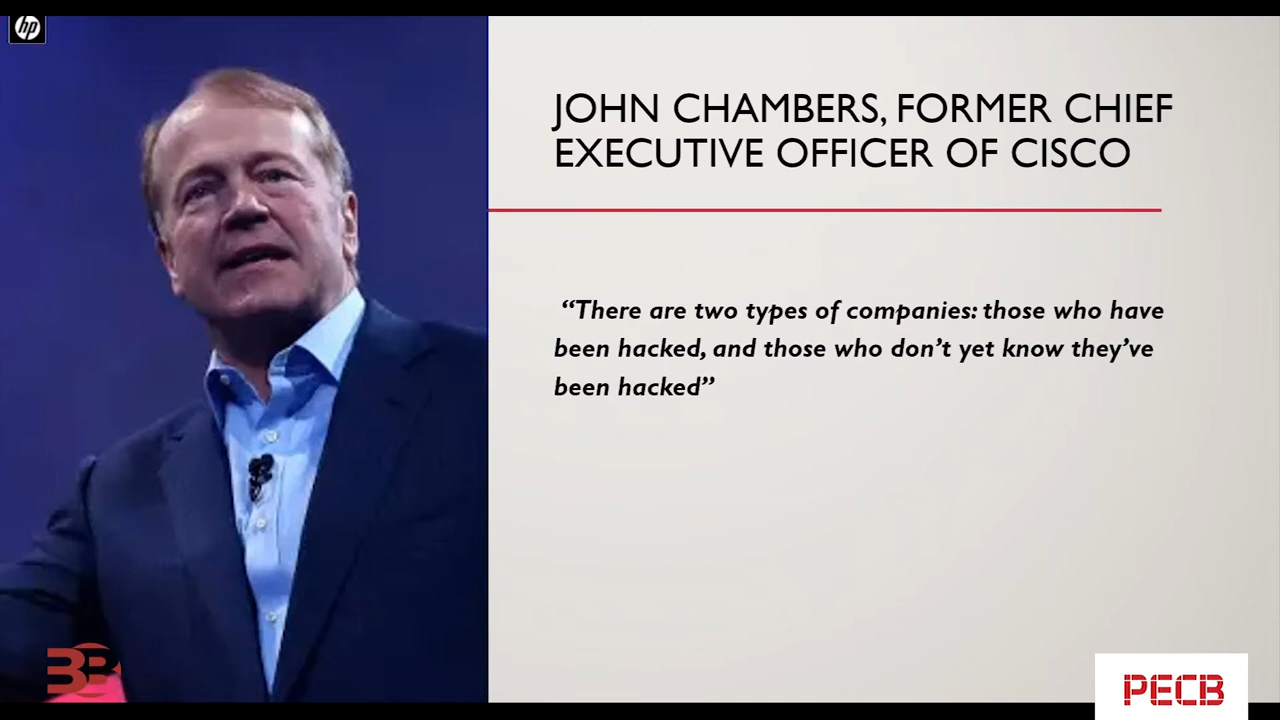 hp
JOHN CHAMBERS, FORMER CHIEF
EXECUTIVE OFFICER OF CISCO
“There are two types of companies: those who have
been hacked, and those who don’t yet know they’ve
been hacked”
PECB